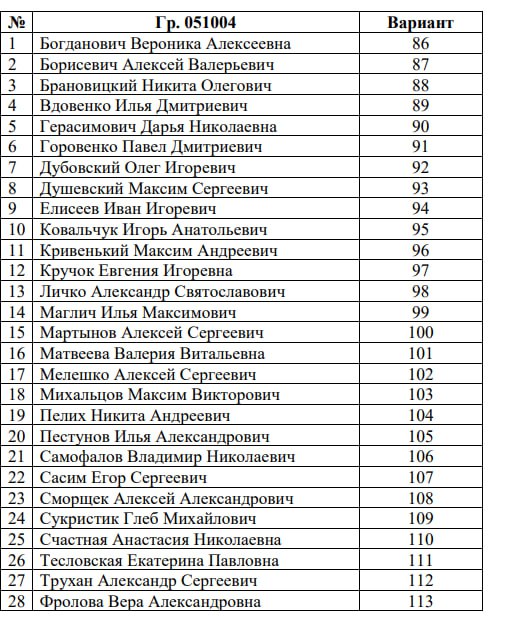 № Гр. 051004 Вариант
1 Богданович Вероника Алексеевна 86
2 Борисевич Алексей Валерьевич 87
3 Брановицкий Никита Олегович 88
4 Вдовенко Илья Дмитриевич 89
5 Герасимович Дарья Николаевна 90
6 Горовенко Павел Дмитриевич 91
7 Дубовский Олег Игоревич 92
8 Душевский Максим Сергеевич 93
9 Елисеев Иван Игоревич 94
10 Ковальчук Игорь Анатольевич 95
11 Кривенький Максим Андреевич 96
12 Кручок Евгения Игоревна 97
13 Личко Александр Святославович 98
14 Маглич Илья Максимович 99
15 Мартынов Алексей Сергеевич 100
16 Матвеева Валерия Витальевна 101
17 Мелешко Алексей Сергеевич 102
18 Михальцов Максим Викторович 103
19 Пелих Никита Андреевич 104
20 Пестунов Илья Александрович 105
21 Самофалов Владимир Николаевич 106
22 Сасим Егор Сергеевич 107
23 Сморщек Алексей Александрович 108
24 Сукристик Глеб Михайлович 109
25 Счастная Анастасия Николаевна 110
26 Тесловская Екатерина Павловна 111
27 Трухан Александр Сергеевич 112
28 Фролова Вера Александровна 113